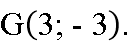 G(3; - 3).